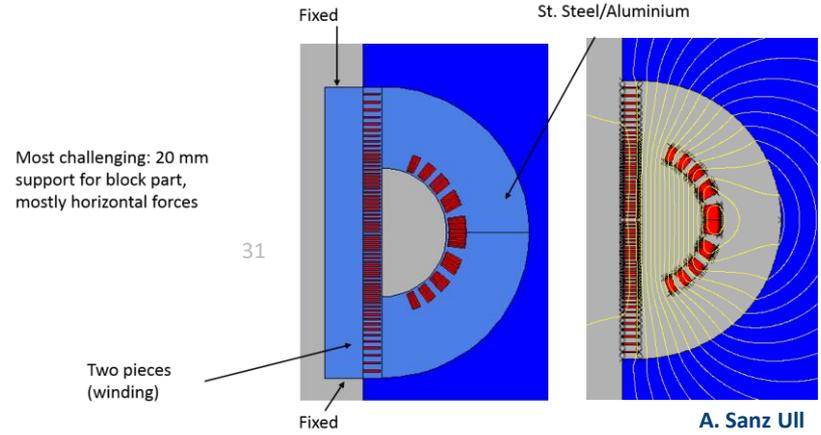 Fixed
St. Steel/Aluminium
Most challenging: 20 mm
support for block part,
mostly horizontal forces
31
Two pieces
(winding)
Fixed
A. Sanz Ull